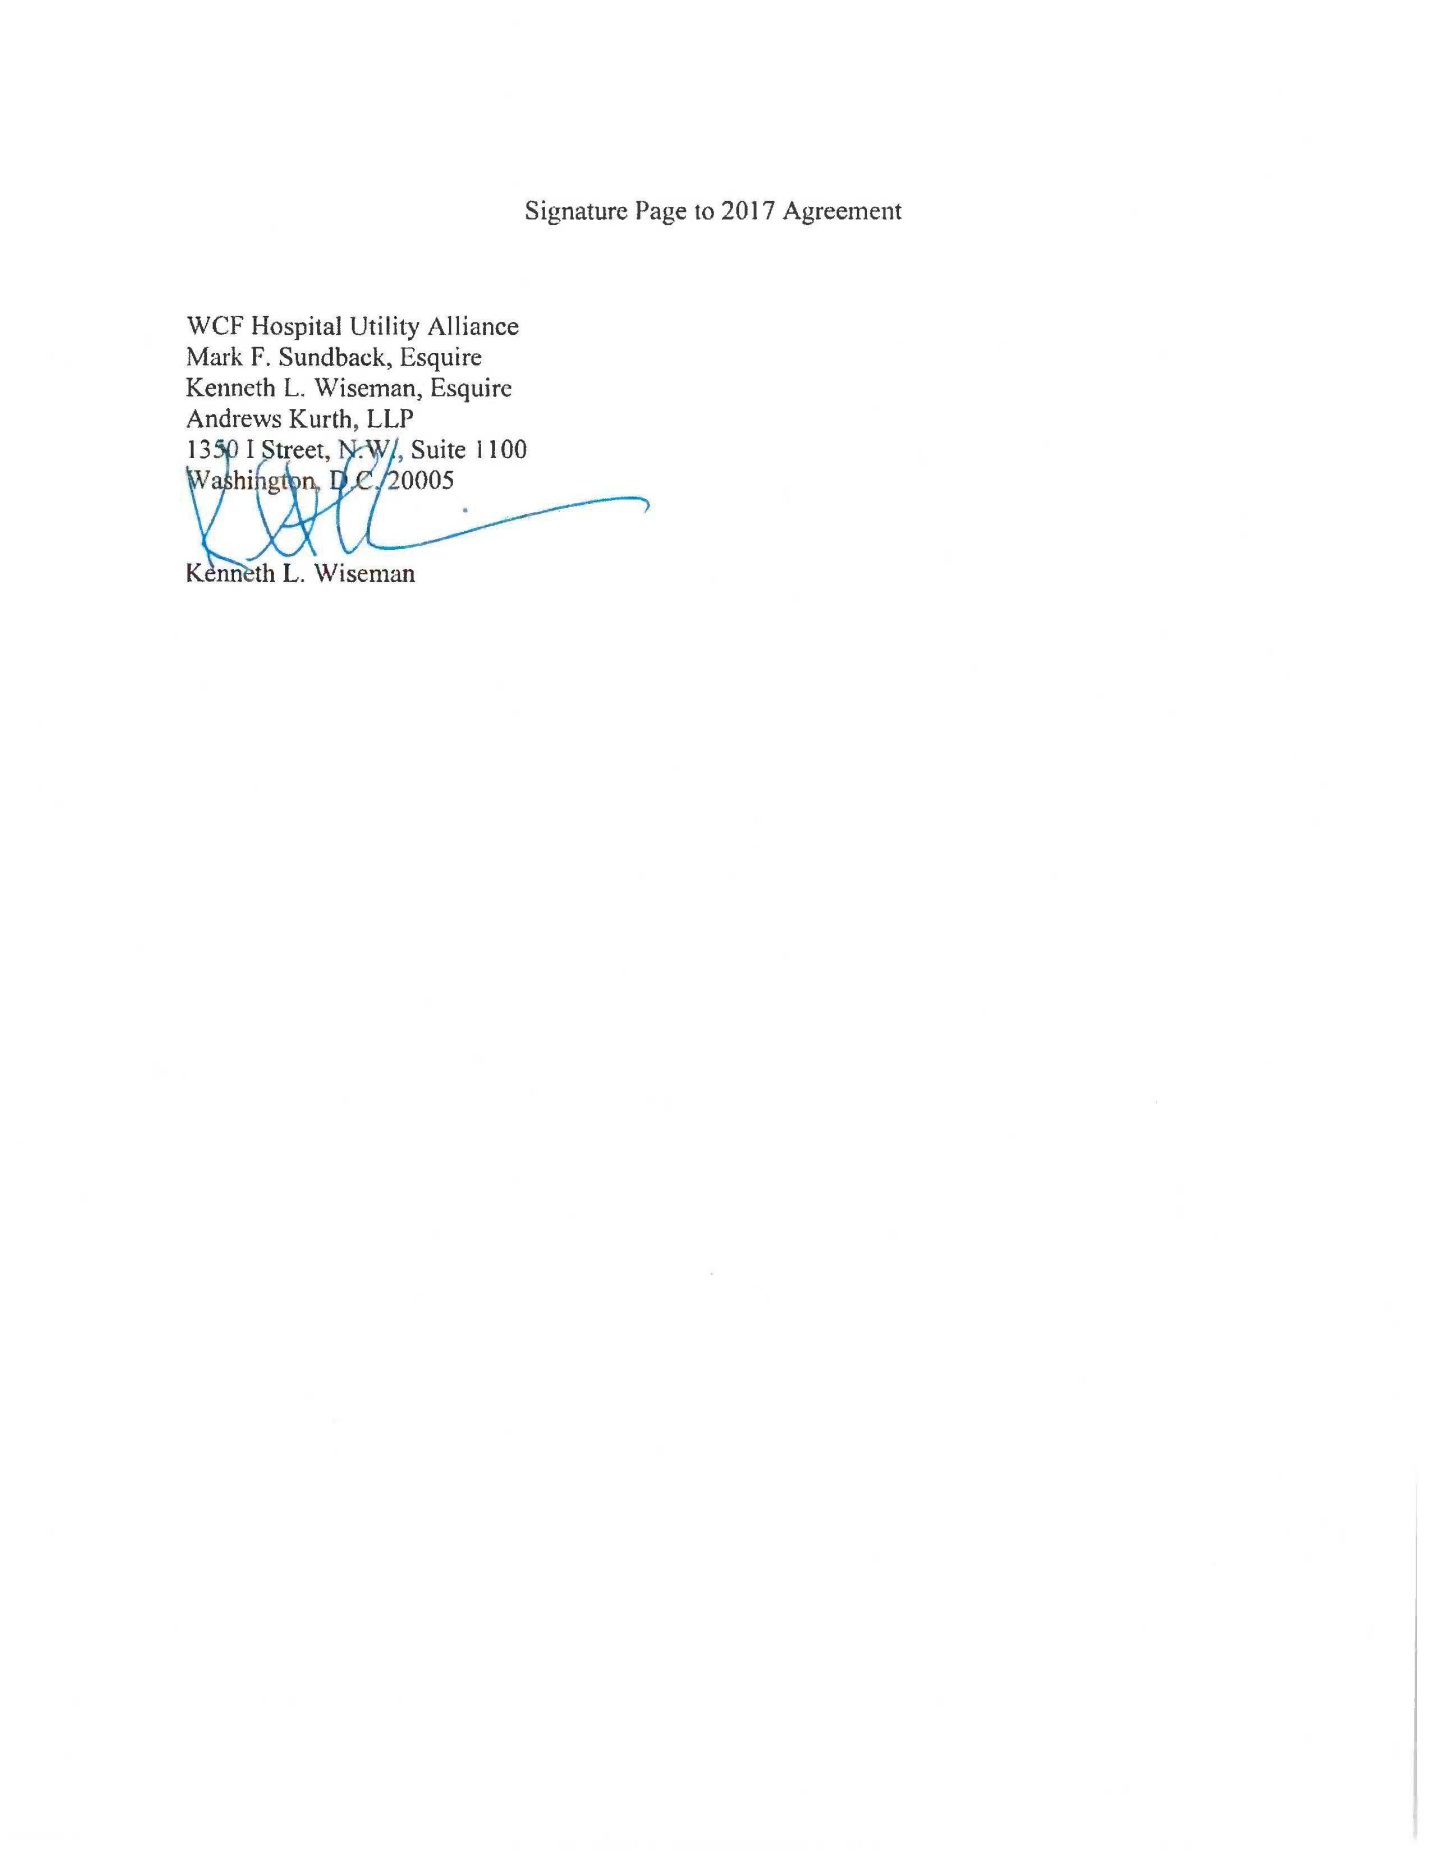 Signature Page to 2017 Agreement
WCF Hospital Utility Alliance
Mark F. Sundback, Esquire
Kenneth L. Wiseman, Esquire
Andrews Kurth, LLP
1350 I Street, N.W., Suite 1100
Washington, D.C. 20005
Kenneth L. Wiseman